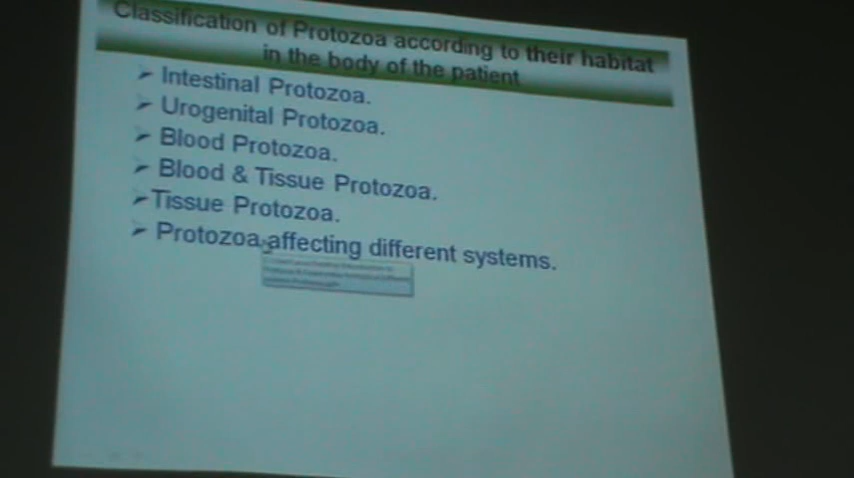 Classification of Protozoa according to their habitat
in the body of the patient
➢ Intestinal Protozoa.
➢ Urogenital Protozoa.
➢ Blood Protozoa.
➢ Blood & Tissue Protozoa.
➢Tissue Protozoa.
➢ Protozoa affecting different systems.